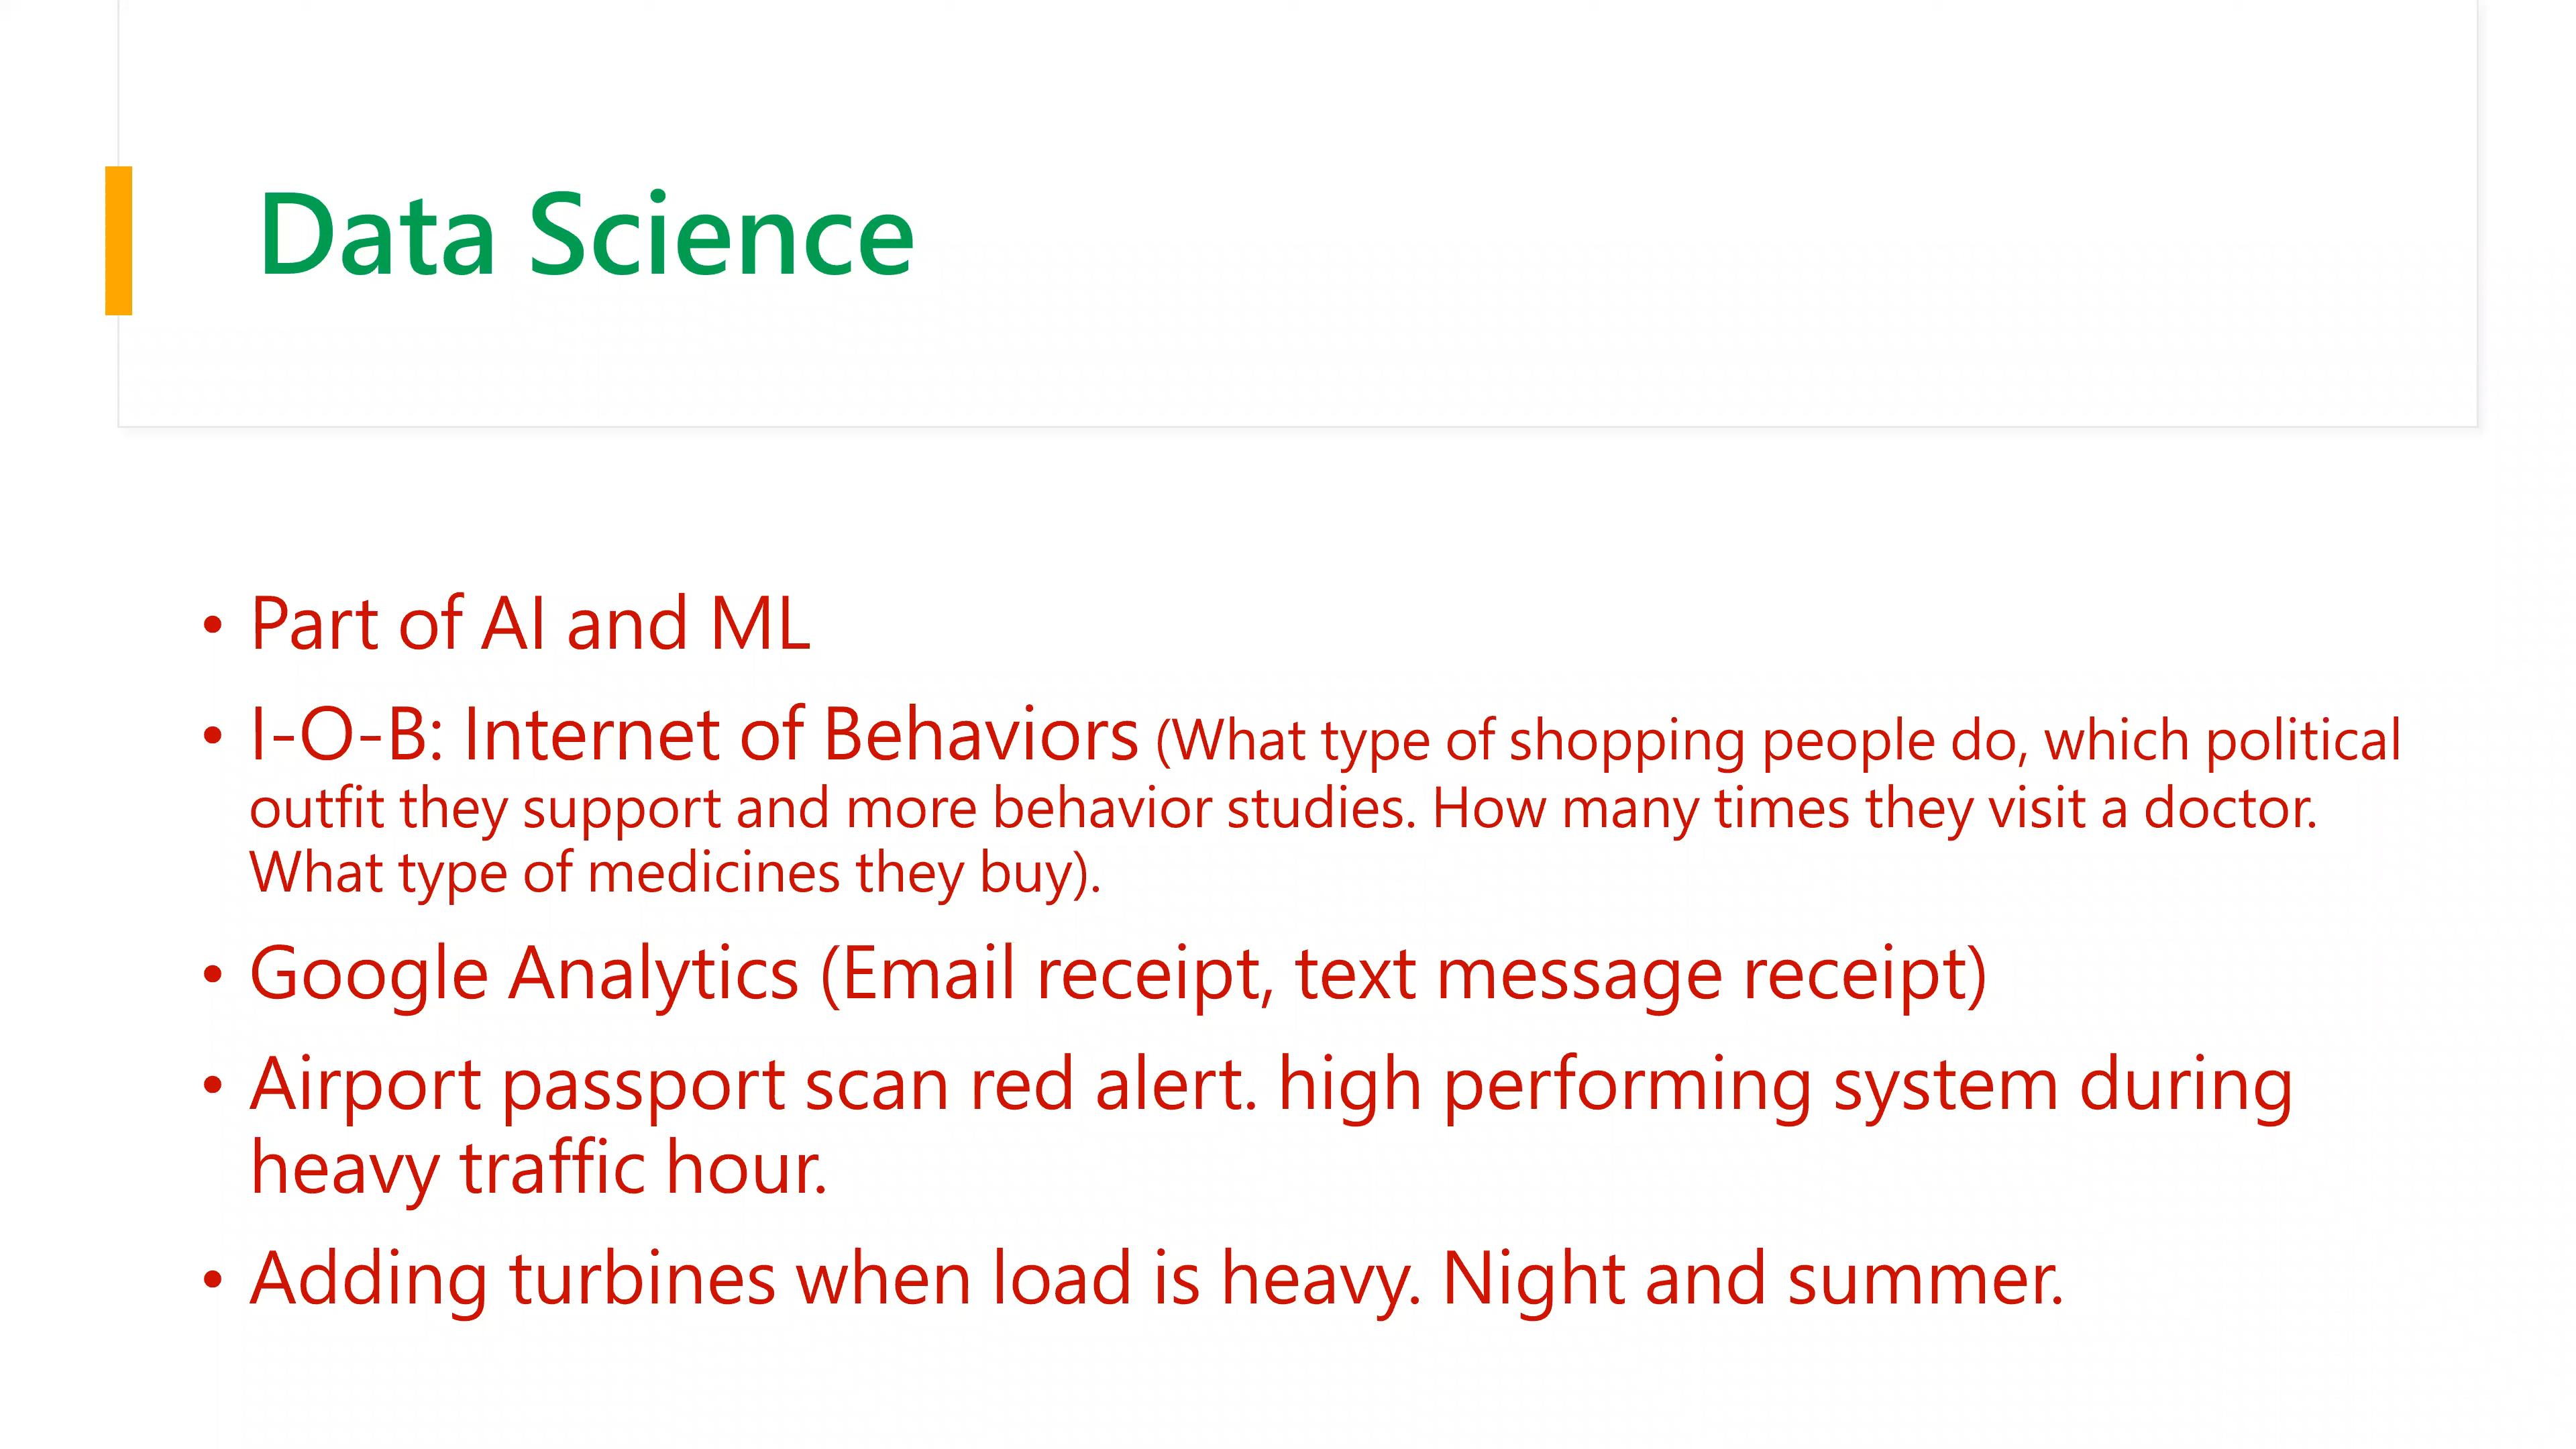 Data Science
• Part of AI and ML
• I-O-B: Internet of Behaviors (What type of shopping people do, which political
outfit they support and more behavior studies. How many times they visit a doctor.
What type of medicines they buy).
• Google Analytics (Email receipt, text message receipt)
• Airport passport scan red alert. high performing system during
heavy traffic hour.
• Adding turbines when load is heavy. Night and summer.